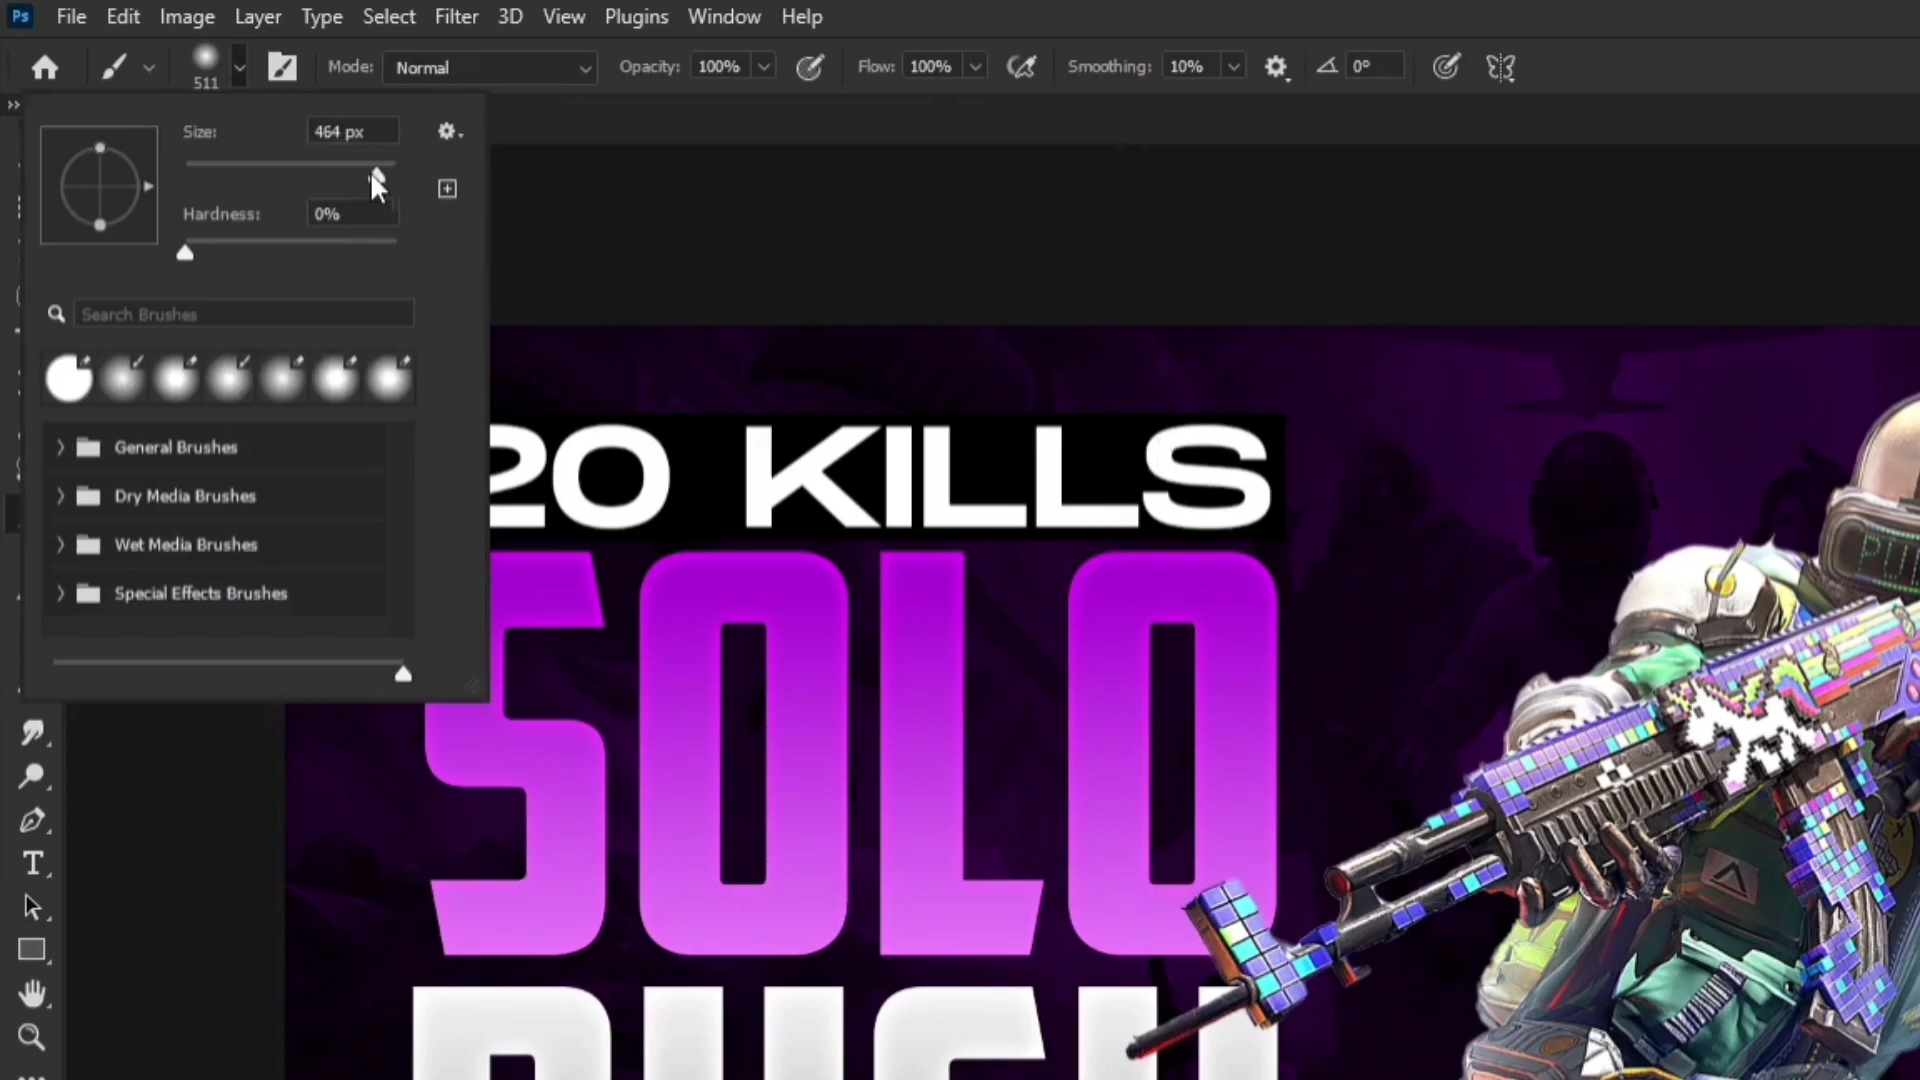 Ps File Edit Image Layer Type Select Filter 3D View Plugins Window Help
511 Mode: Normal Opacity: 100% Flow: 100% Smoothing: 10% 0°
Size: 464 px
Hardness: 0%
Search Brushes
General Brushes
Dry Media Brushes
Wet Media Brushes
Special Effects Brushes
20 KILLS
SOLO
T